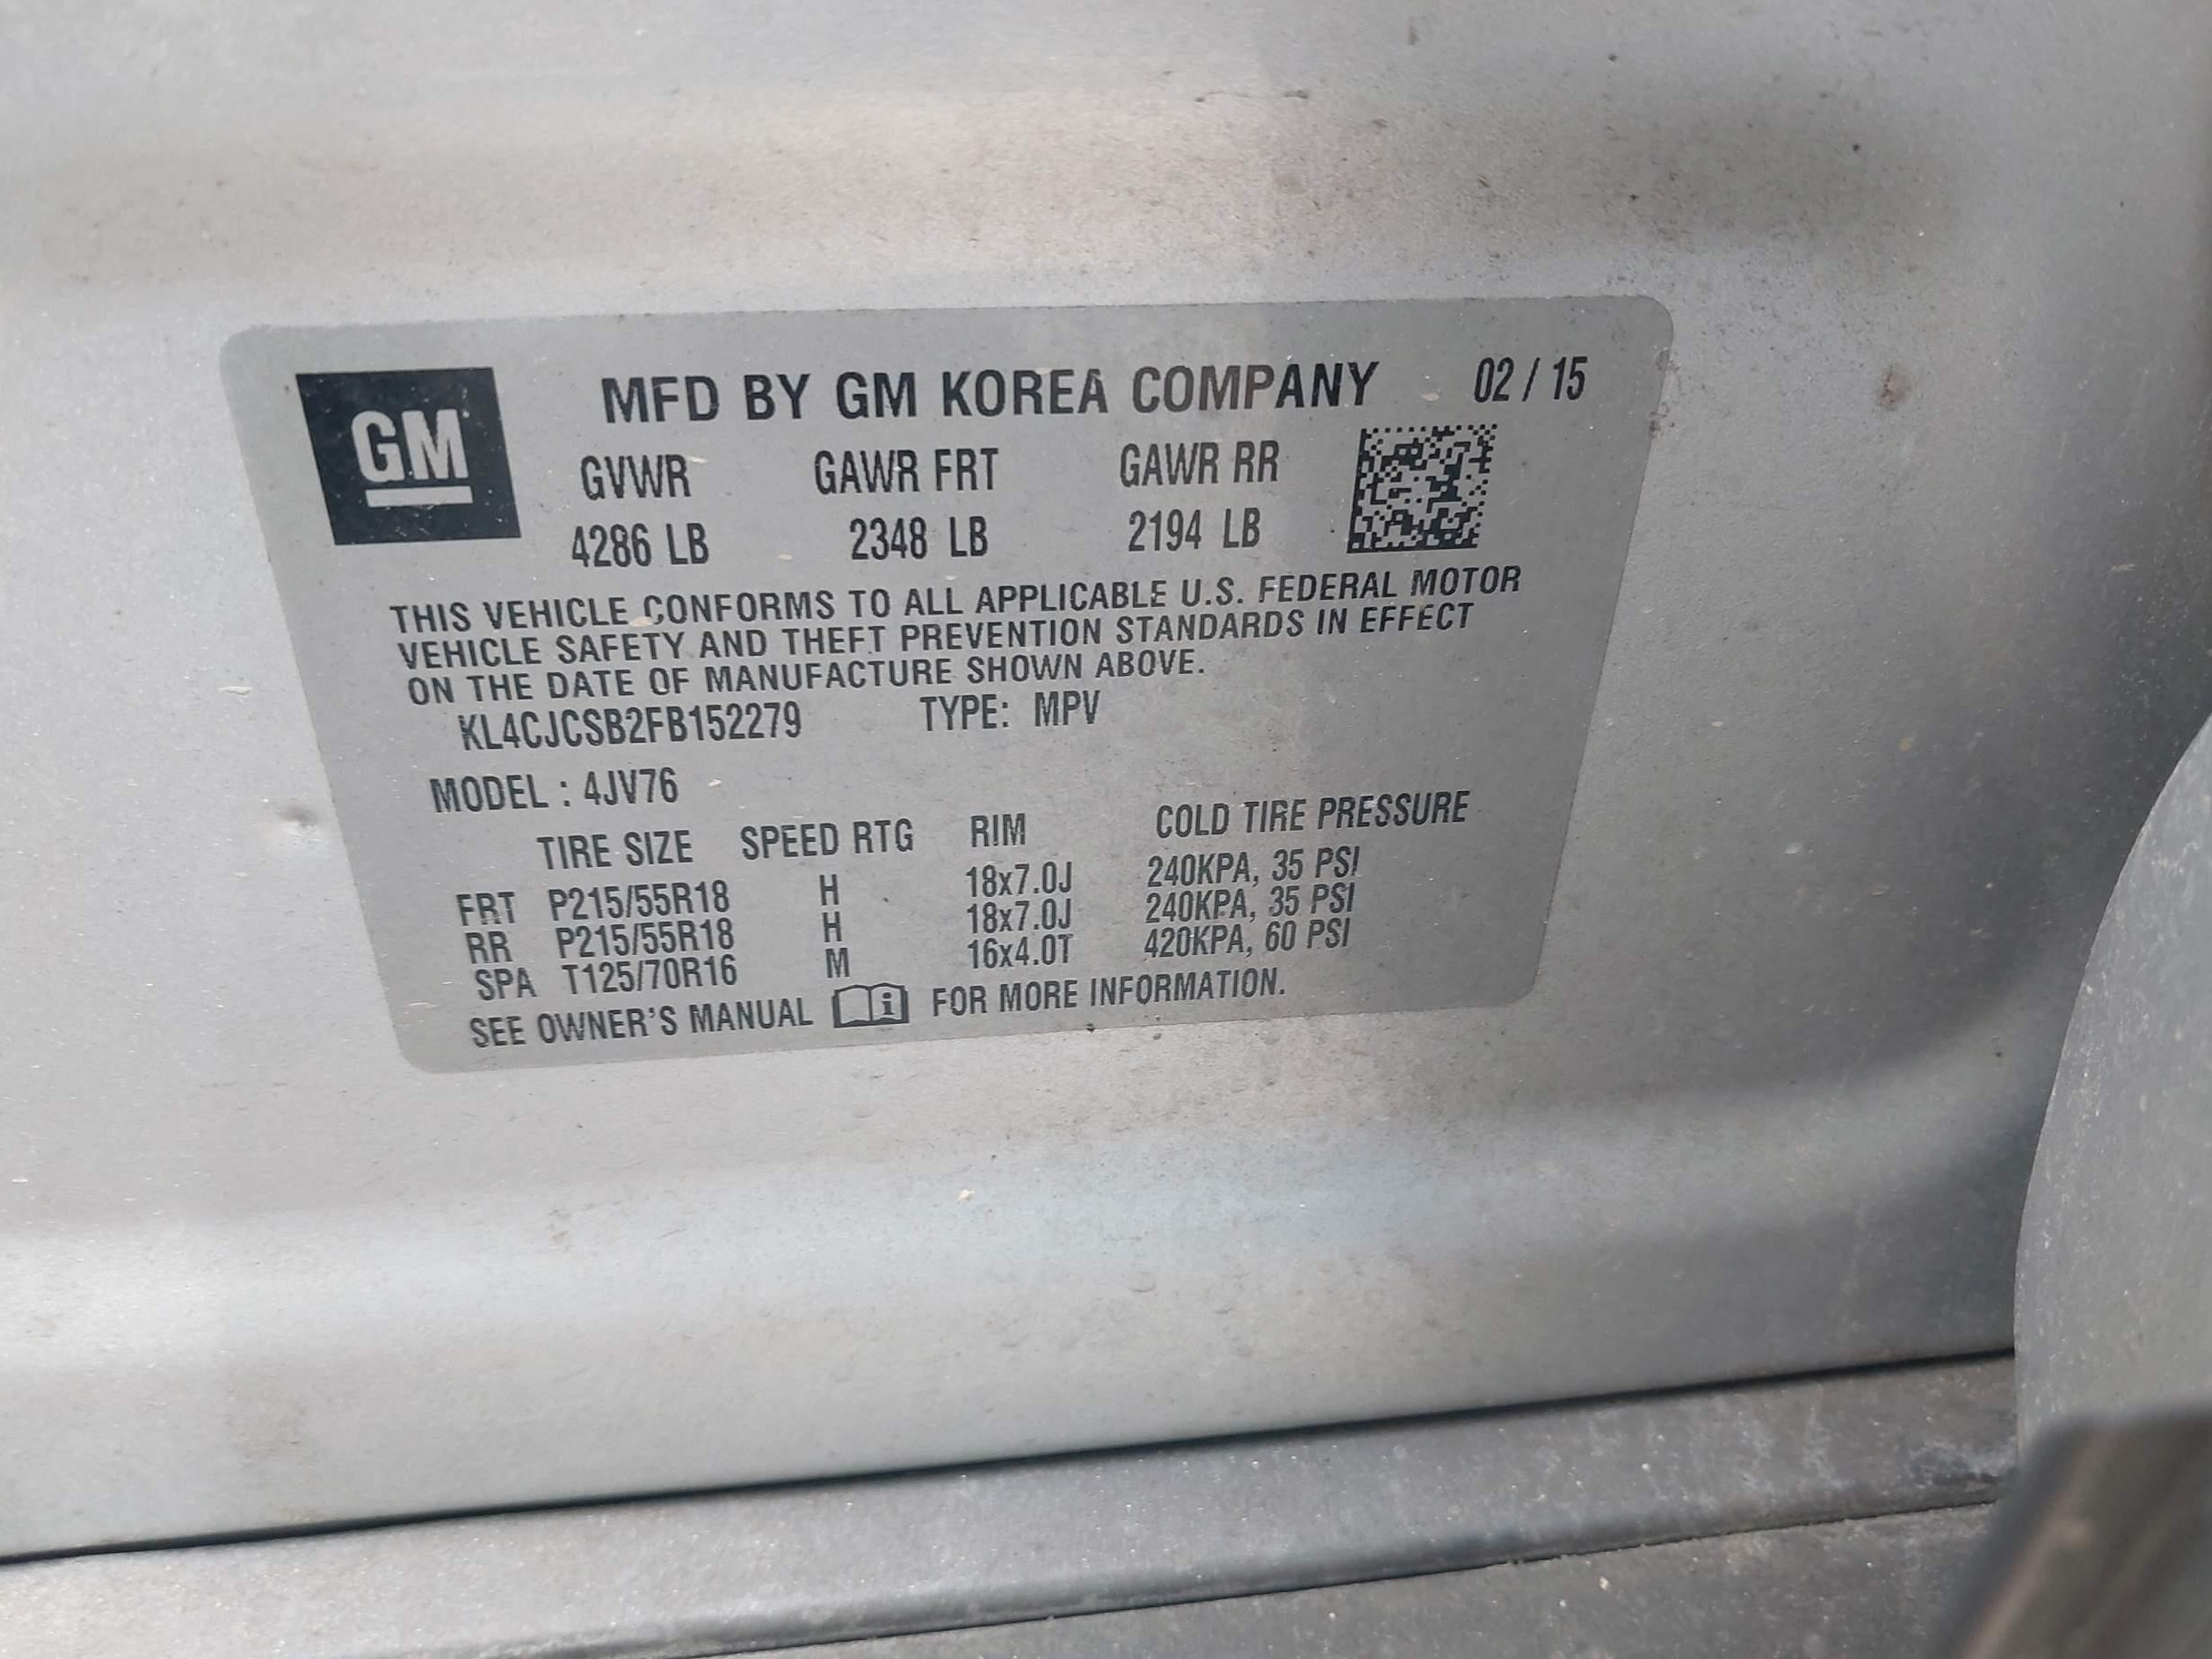 GM
MFD BY GM KOREA COMPANY 02 / 15
GVWR GAWR FRT GAWR RR
4286 LB 2348 LB 2194 LB
THIS VEHICLE CONFORMS TO ALL APPLICABLE U.S. FEDERAL MOTOR
VEHICLE SAFETY AND THEFT PREVENTION STANDARDS IN EFFECT
ON THE DATE OF MANUFACTURE SHOWN ABOVE.
KL4CJCSB2FB152279 TYPE: MPV
MODEL : 4JV76
TIRE SIZE SPEED RTG RIM COLD TIRE PRESSURE
FRT P215/55R18 H 18x7.0J 240KPA, 35 PSI
RR P215/55R18 H 18x7.0J 240KPA, 35 PSI
SPA T125/70R16 M 16x4.0T 420KPA, 60 PSI
SEE OWNER'S MANUAL i FOR MORE INFORMATION.